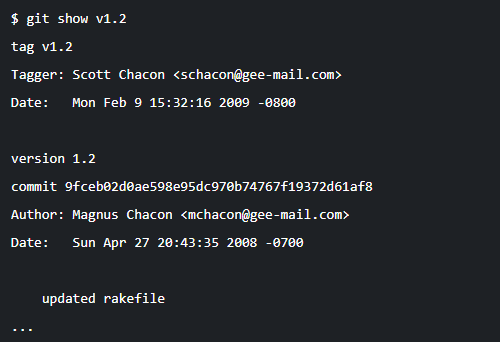 $ git show v1.2
tag v1.2
Tagger: Scott Chacon <schacon@gee-mail.com>
Date:   Mon Feb 9 15:32:16 2009 -0800

version 1.2
commit 9fceb02d0ae598e95dc970b74767f19372d61af8
Author: Magnus Chacon <mchacon@gee-mail.com>
Date:   Sun Apr 27 20:43:35 2008 -0700

    updated rakefile
...